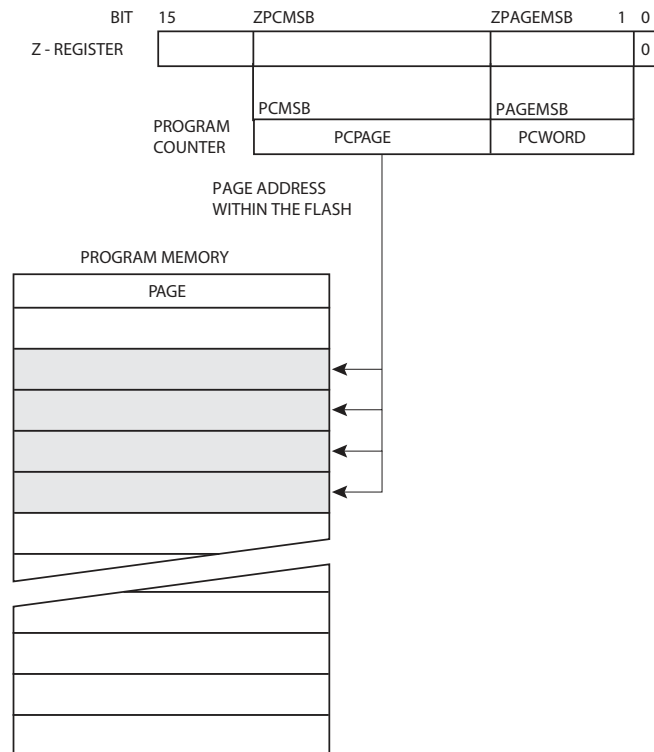 BIT 15 ZPCMSB ZPAGEMSB 1 0
Z - REGISTER 0
PCMSB PAGEMSB
PROGRAM
COUNTER
PCPAGE PCWORD
PAGE ADDRESS
WITHIN THE FLASH
PROGRAM MEMORY
PAGE